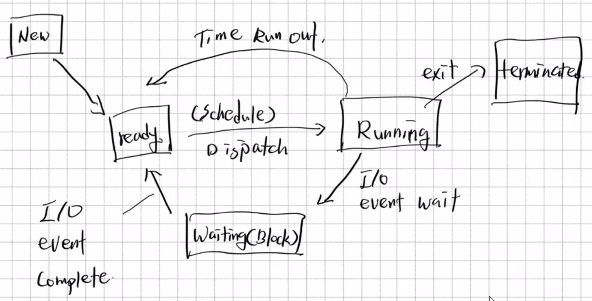 New
Time Run out.
exit
terminated
ready.
(Schedule)
Dispatch
Running
I/O
event wait
I/O
event
complete.
Waiting(Block)